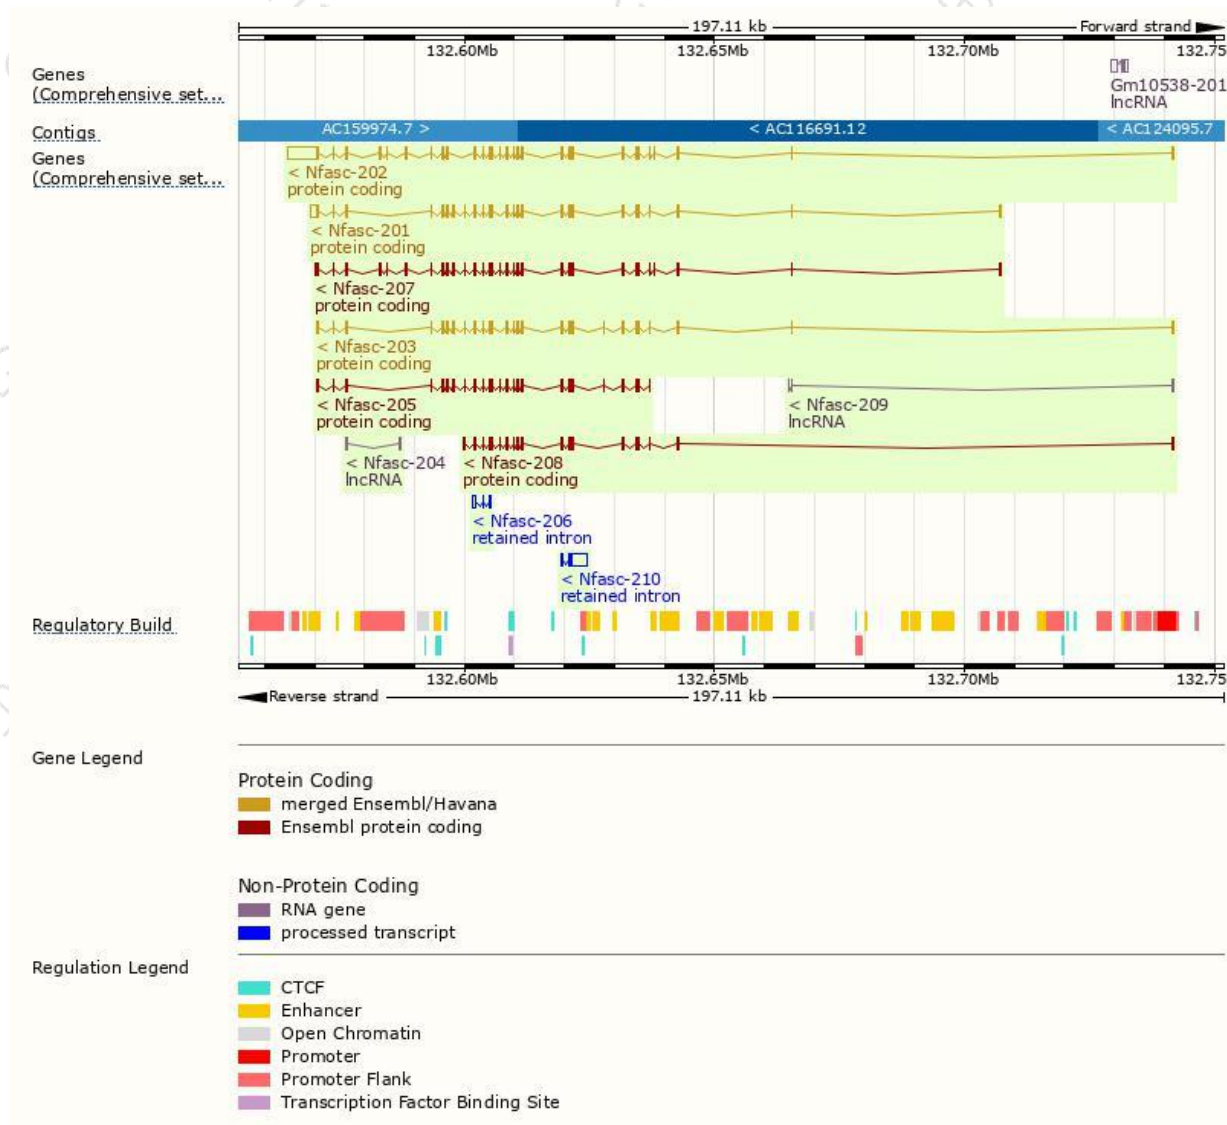 197.11 kb Forward strand
132.60Mb 132.65Mb 132.70Mb 132.75
Genes
(Comprehensive set...
Gm10538-201
lncRNA
Contigs AC159974.7 > < AC116691.12 < AC124095.7
Genes
(Comprehensive set...
< Nfasc-202
protein coding
< Nfasc-201
protein coding
< Nfasc-207
protein coding
< Nfasc-203
protein coding
< Nfasc-205 < Nfasc-209
protein coding lncRNA
< Nfasc-204 < Nfasc-208
lncRNA protein coding
< Nfasc-206
retained intron
< Nfasc-210
retained intron
Regulatory Build
132.60Mb 132.65Mb 132.70Mb 132.75
Reverse strand 197.11 kb
Gene Legend
Protein Coding
merged Ensembl/Havana
Ensembl protein coding
Non-Protein Coding
RNA gene
processed transcript
Regulation Legend
CTCF
Enhancer
Open Chromatin
Promoter
Promoter Flank
Transcription Factor Binding Site